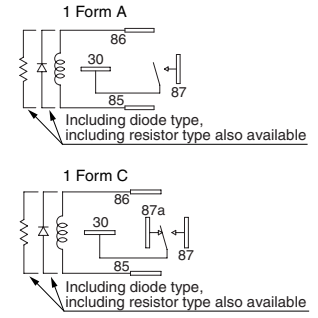 1 Form A
86
30
87
85
Including diode type,
including resistor type also available
1 Form C
86
87a
30
87
85
Including diode type,
including resistor type also available